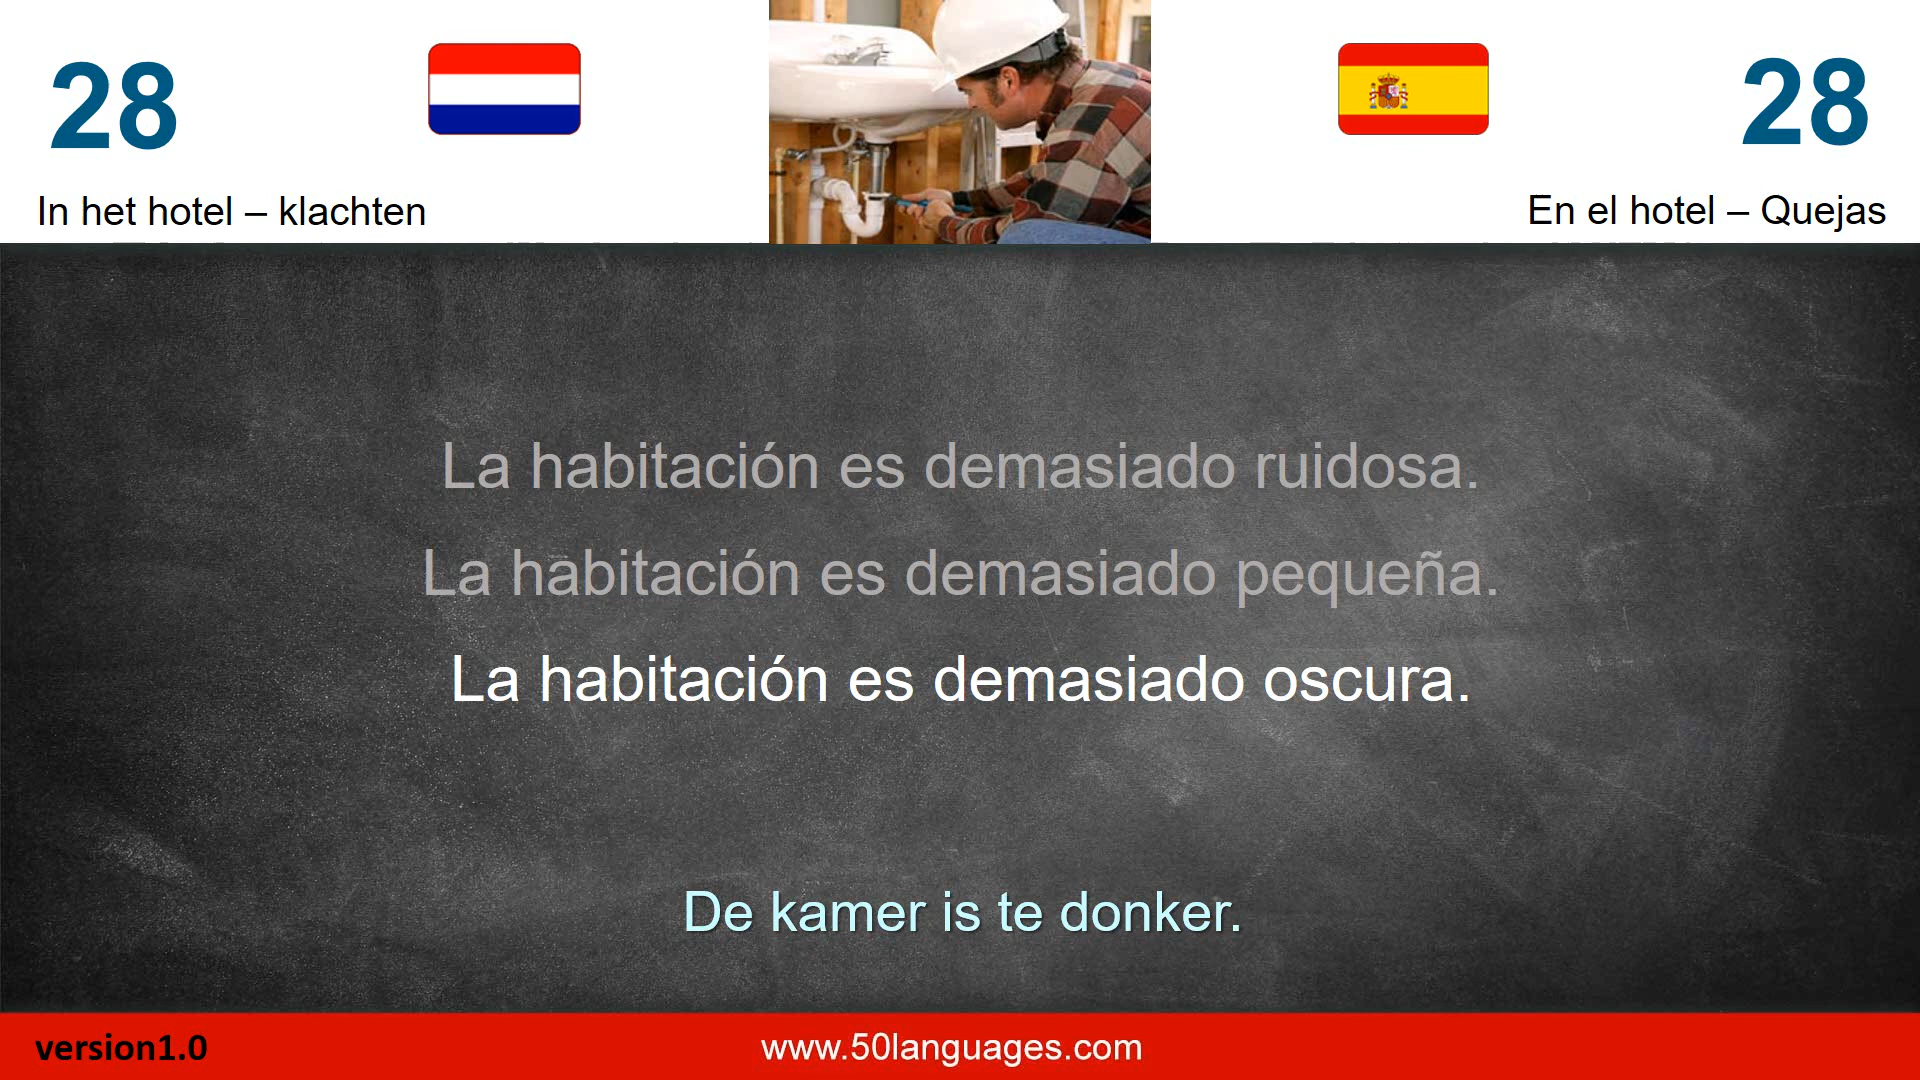 28
28
In het hotel – klachten
En el hotel – Quejas
La habitación es demasiado ruidosa.
La habitación es demasiado pequeña.
La habitación es demasiado oscura.
De kamer is te donker.
version1.0
www.50languages.com